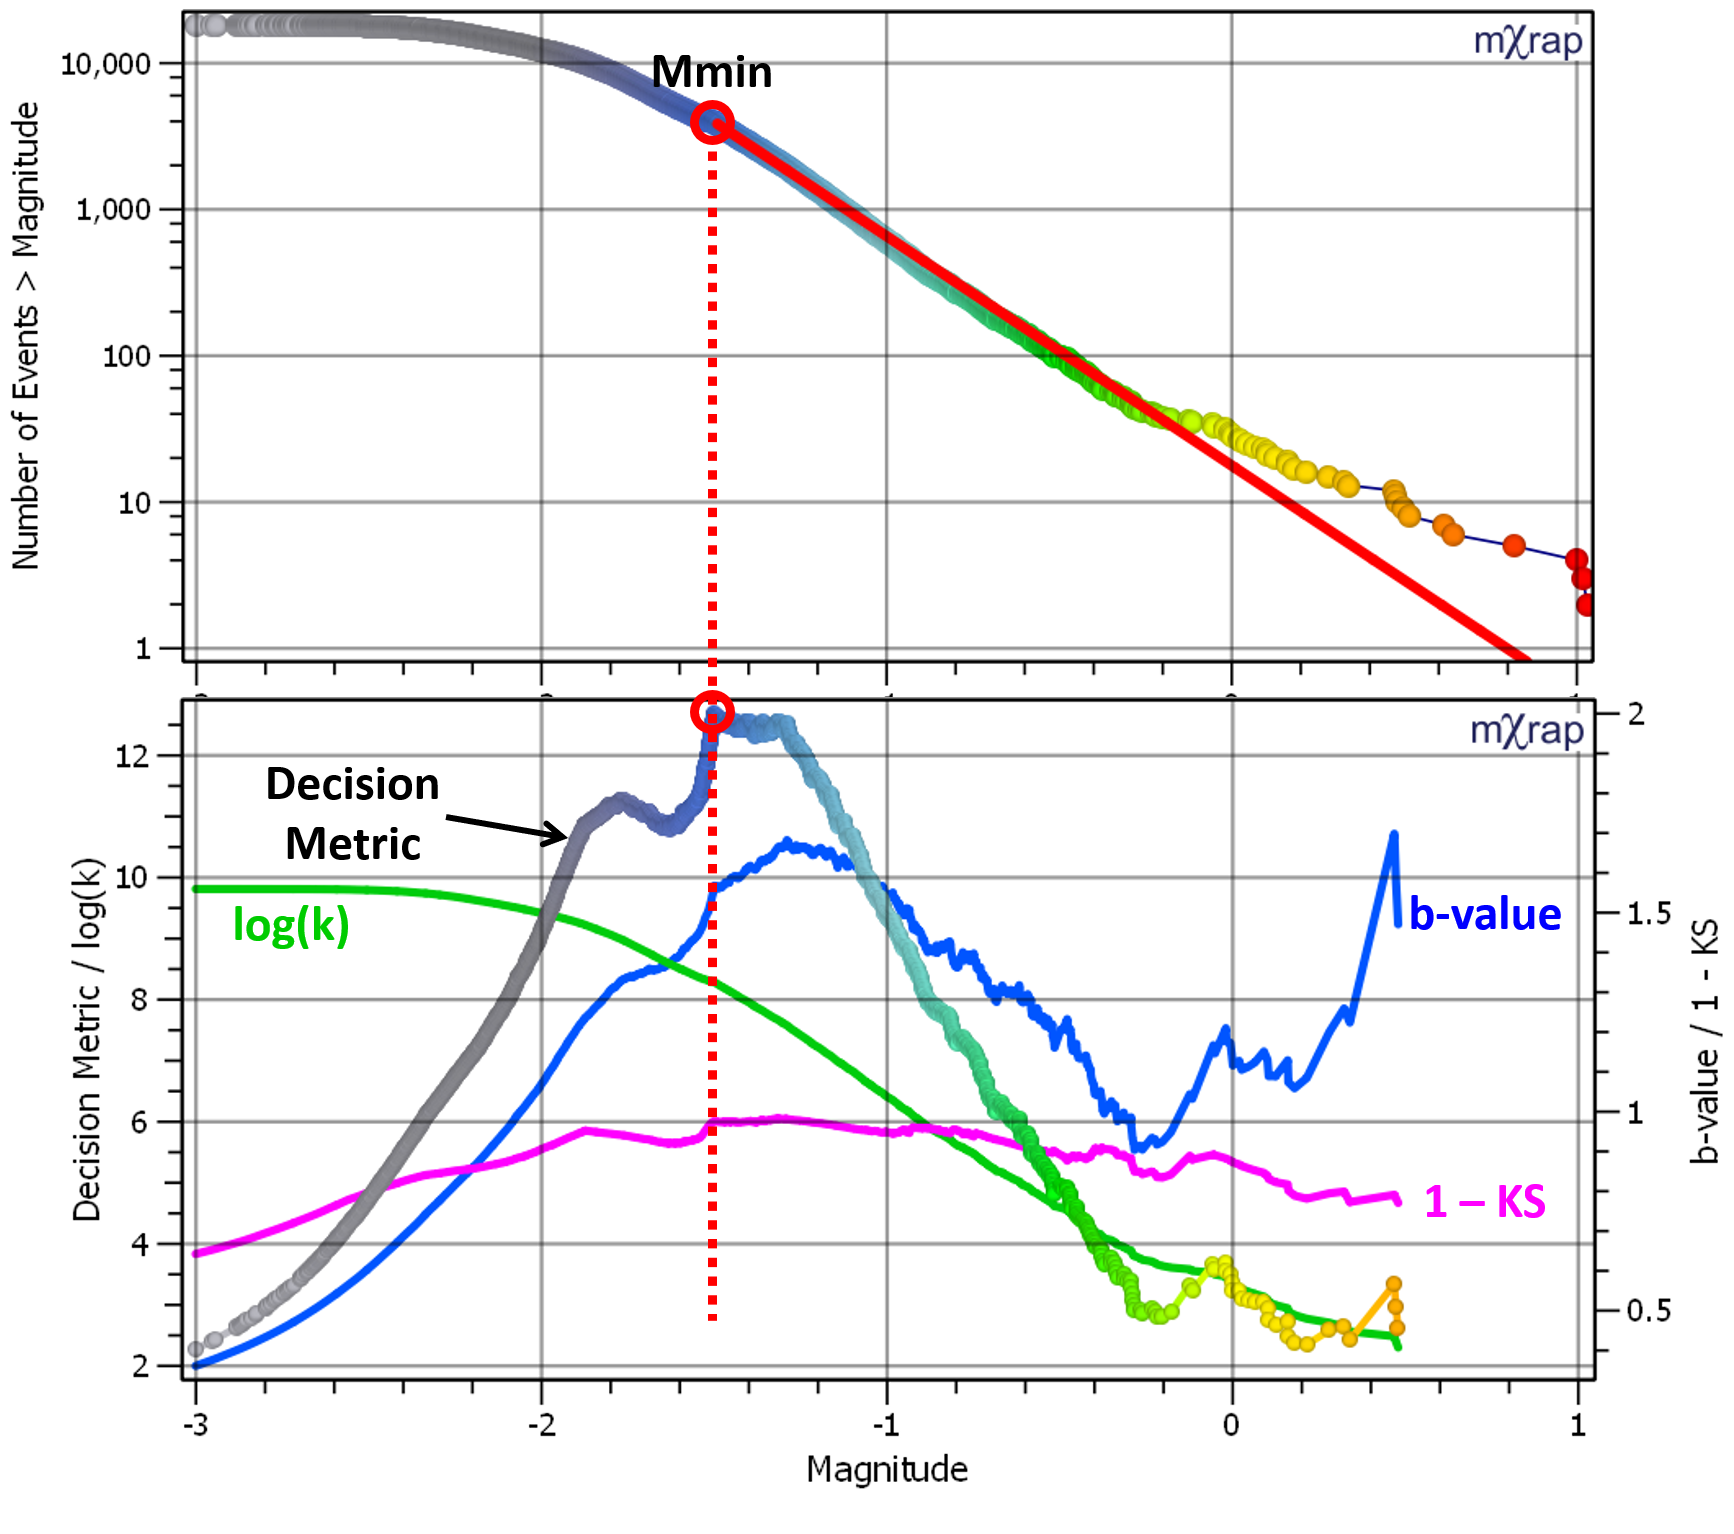 mχrap
Mmin
10,000
1,000
100
10
1
Number of Events > Magnitude
mχrap
Decision
Metric
log(k)
b-value
1 – KS
12
10
8
6
4
2
2
1.5
1
0.5
Decision Metric / log(k)
b-value / 1 - KS
-3
-2
-1
0
1
Magnitude